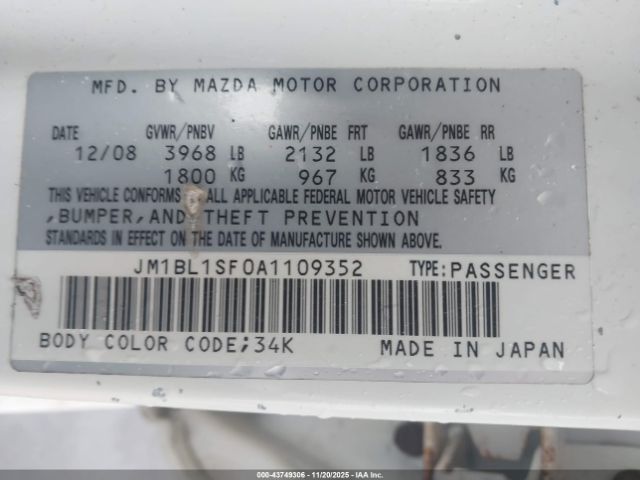 MFD. BY MAZDA MOTOR CORPORATION
DATE GVWR/PNBV GAWR/PNBE FRT GAWR/PNBE RR
12/08 3968 LB 2132 LB 1836 LB
1800 KG 967 KG 833 KG
THIS VEHICLE CONFORMS TO ALL APPLICABLE FEDERAL MOTOR VEHICLE SAFETY
,BUMPER,AND THEFT PREVENTION
STANDARDS IN EFFECT ON THE DATE OF MANUFACTURE SHOWN ABOVE.
JM1BL1SF0A1109352 TYPE:PASSENGER
BODY COLOR CODE;34K MADE IN JAPAN
000-43749306 - 11/20/2025 - IAA Inc.